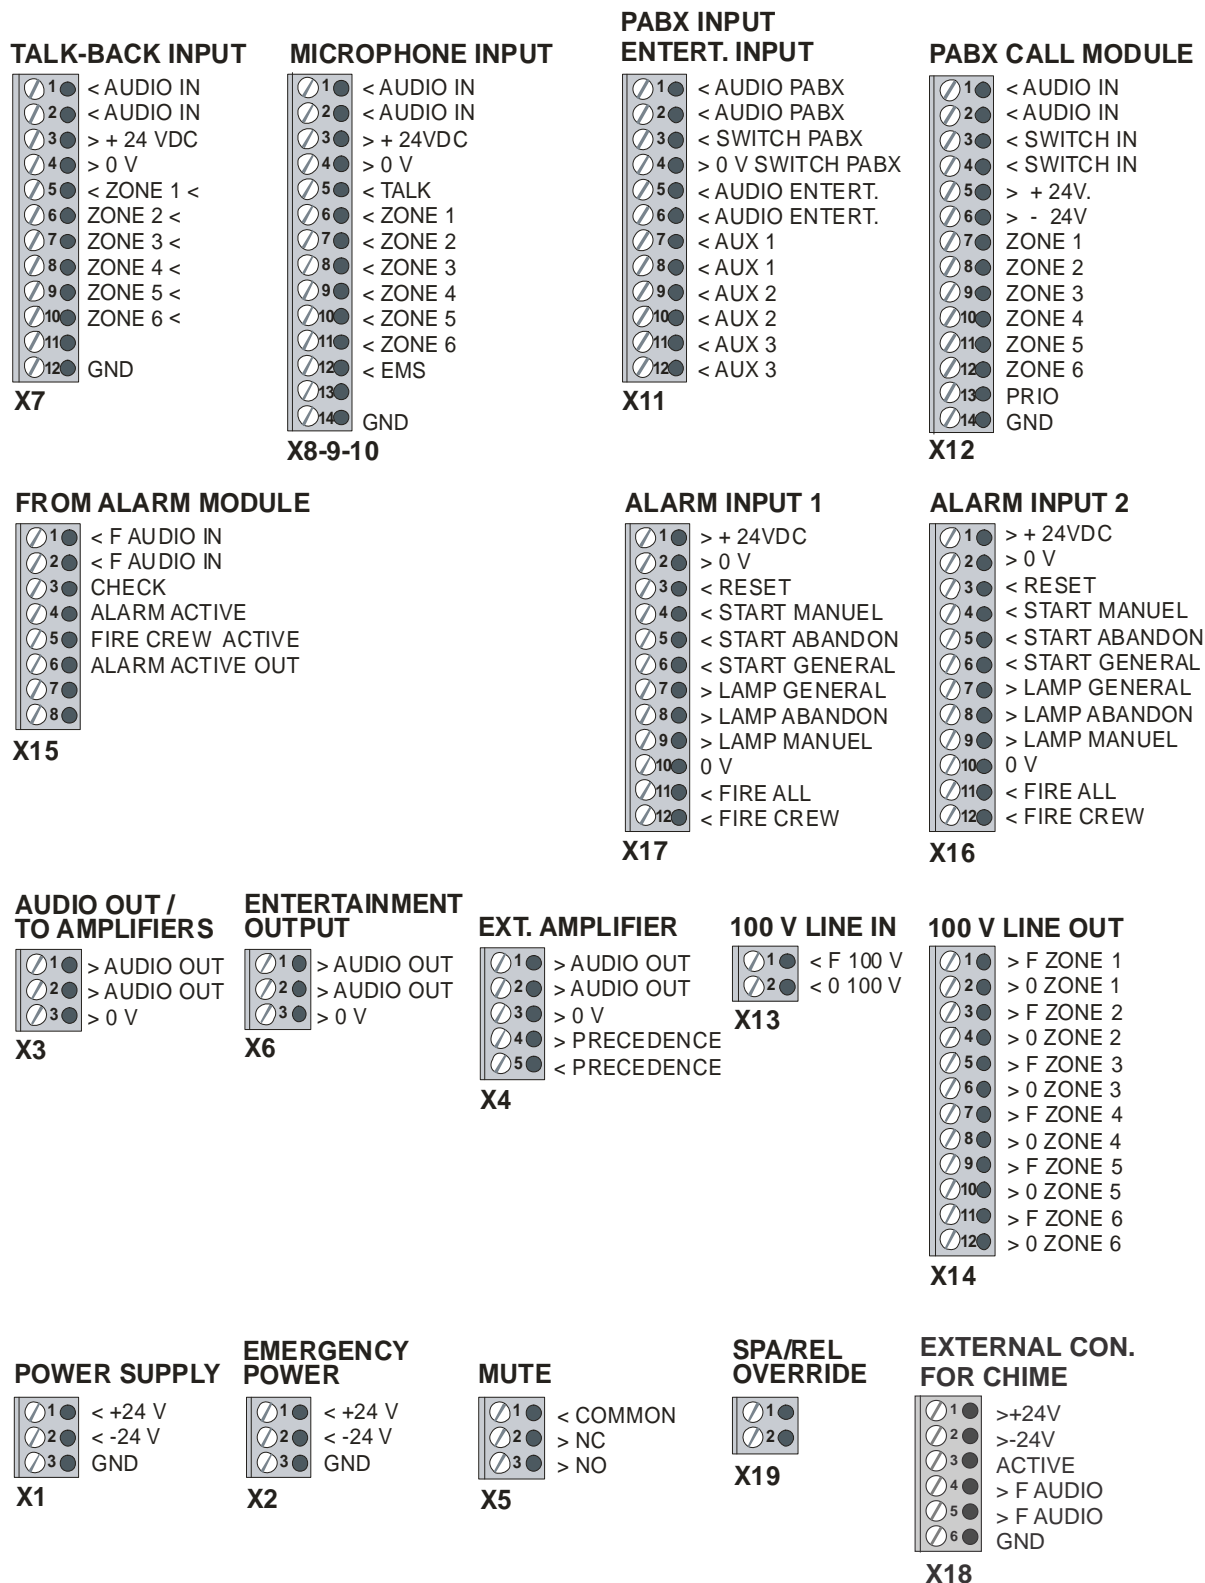 TALK-BACK INPUT
1 < AUDIO IN
2 < AUDIO IN
3 > + 24 VDC
4 > 0 V
5 < ZONE 1 <
6 ZONE 2 <
7 ZONE 3 <
8 ZONE 4 <
9 ZONE 5 <
10 ZONE 6 <
11
12 GND
X7
MICROPHONE INPUT
1 < AUDIO IN
2 < AUDIO IN
3 > + 24VDC
4 > 0 V
5 < TALK
6 < ZONE 1
7 < ZONE 2
8 < ZONE 3
9 < ZONE 4
10 < ZONE 5
11 < ZONE 6
12 < EMS
13
14 GND
X8-9-10
PABX INPUT
ENTERT. INPUT
1 < AUDIO PABX
2 < AUDIO PABX
3 < SWITCH PABX
4 > 0 V SWITCH PABX
5 < AUDIO ENTERT.
6 < AUDIO ENTERT.
7 < AUX 1
8 < AUX 1
9 < AUX 2
10 < AUX 2
11 < AUX 3
12 < AUX 3
X11
PABX CALL MODULE
1 < AUDIO IN
2 < AUDIO IN
3 < SWITCH IN
4 < SWITCH IN
5 > + 24V.
6 > - 24V
7 ZONE 1
8 ZONE 2
9 ZONE 3
10 ZONE 4
11 ZONE 5
12 ZONE 6
13 PRIO
14 GND
X12
FROM ALARM MODULE
1 < F AUDIO IN
2 < F AUDIO IN
3 CHECK
4 ALARM ACTIVE
5 FIRE CREW ACTIVE
6 ALARM ACTIVE OUT
7
8
X15
ALARM INPUT 1
1 > + 24VDC
2 > 0 V
3 < RESET
4 < START MANUEL
5 < START ABANDON
6 < START GENERAL
7 > LAMP GENERAL
8 > LAMP ABANDON
9 > LAMP MANUEL
10 0 V
11 < FIRE ALL
12 < FIRE CREW
X17
ALARM INPUT 2
1 > + 24VDC
2 > 0 V
3 < RESET
4 < START MANUEL
5 < START ABANDON
6 < START GENERAL
7 > LAMP GENERAL
8 > LAMP ABANDON
9 > LAMP MANUEL
10 0 V
11 < FIRE ALL
12 < FIRE CREW
X16
AUDIO OUT /
TO AMPLIFIERS
1 > AUDIO OUT
2 > AUDIO OUT
3 > 0 V
X3
ENTERTAINMENT
OUTPUT
1 > AUDIO OUT
2 > AUDIO OUT
3 > 0 V
X6
EXT. AMPLIFIER
1 > AUDIO OUT
2 > AUDIO OUT
3 > 0 V
4 > PRECEDENCE
5 < PRECEDENCE
X4
100 V LINE IN
1 < F 100 V
2 < 0 100 V
X13
100 V LINE OUT
1 > F ZONE 1
2 > 0 ZONE 1
3 > F ZONE 2
4 > 0 ZONE 2
5 > F ZONE 3
6 > 0 ZONE 3
7 > F ZONE 4
8 > 0 ZONE 4
9 > F ZONE 5
10 > 0 ZONE 5
11 > F ZONE 6
12 > 0 ZONE 6
X14
POWER SUPPLY
1 < +24 V
2 < -24 V
3 GND
X1
EMERGENCY
POWER
1 < +24 V
2 < -24 V
3 GND
X2
MUTE
1 < COMMON
2 > NC
3 > NO
X5
SPA/REL
OVERRIDE
1
2
X19
EXTERNAL CON.
FOR CHIME
1 >+24V
2 >-24V
3 ACTIVE
4 > F AUDIO
5 > F AUDIO
6 GND
X18